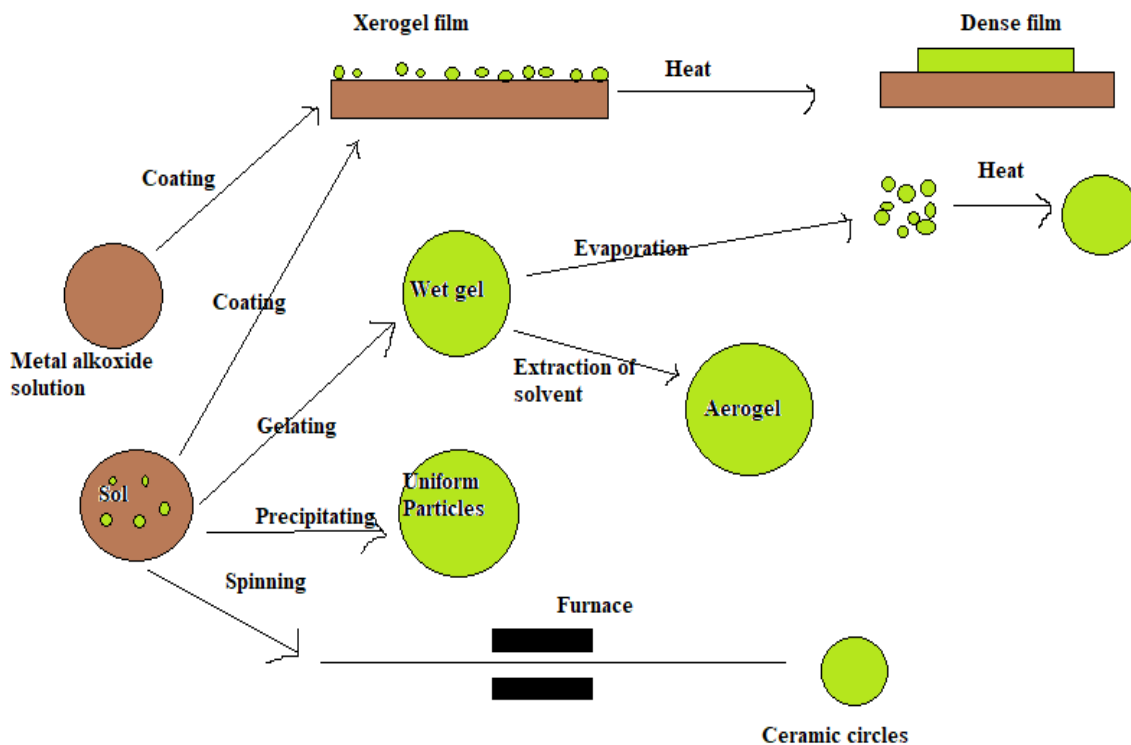 Xerogel film
Dense film
Heat
Coating
Heat
Evaporation
Wet gel
Coating
Metal alkoxide
solution
Extraction of
solvent
Aerogel
Gelating
Sol
Uniform
Particles
Precipitating
Spinning
Furnace
Ceramic circles